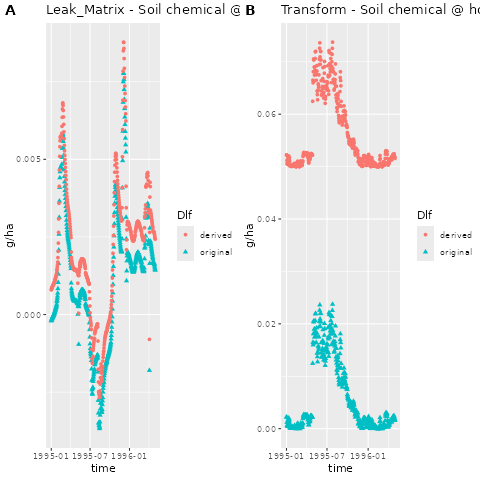 A
Leak_Matrix - Soil chemical @
g/ha
0.005
0.000
1995-01
1995-07
1996-01
time
Dlf
derived
original
B
Transform - Soil chemical @ ho
g/ha
0.06
0.04
0.02
0.00
1995-01
1995-07
1996-01
time
Dlf
derived
original